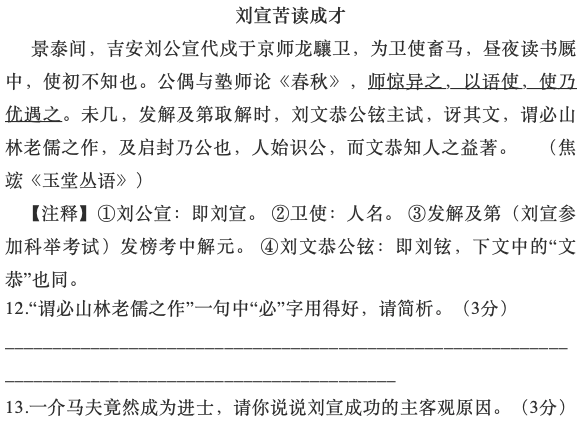 刘宣苦读成才
景泰间，吉安刘公宣代戍于京师龙驤卫，为卫使畜马，昼夜读书厩
中，使初不知也。公偶与塾师论《春秋》，师惊异之，以语使，使乃
优遇之。未几，发解及第取解时，刘文恭公铉主试，讶其文，谓必山
林老儒之作，及启封乃公也，人始识公，而文恭知人之益著。 （焦
竑《玉堂丛语》）
【注释】①刘公宣：即刘宣。 ②卫使：人名。 ③发解及第（刘宣参
加科举考试）发榜考中解元。 ④刘文恭公铉：即刘铉，下文中的“文
恭”也同。
12.“谓必山林老儒之作”一句中“必”字用得好，请简析。（3分）
13.一介马夫竟然成为进士，请你说说刘宣成功的主客观原因。（3分）